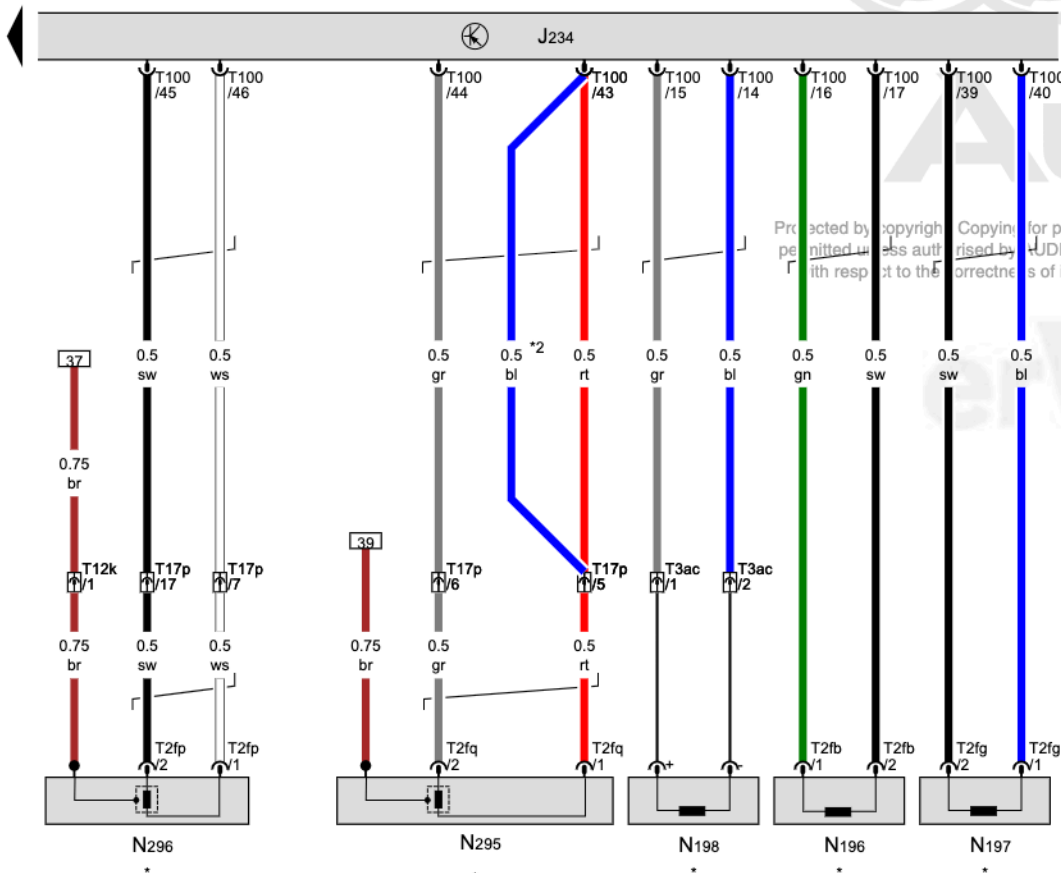 J234
T100 T100 T100 T100 T100 T100 T100 T100 T100 T100
/45 /46 /44 /43 /15 /14 /16 /17 /39 /40
Au
Protected by copyright. Copying for p
permitted unless authorised by AUDI
with respect to the correctness of
37 0.5 0.5 0.5 0.5 *2 0.5 0.5 0.5 0.5 0.5 0.5 0.5
sw ws gr bl rt gr bl gn sw sw bl
0.75
br
39
T12k T17p T17p T17p T17p T3ac T3ac
/1 /17 /7 /6 /5 /1 /2
0.75 0.5 0.5 0.75 0.5 0.5
br sw ws br gr rt
T2fp T2fp T2fq T2fq T2fb T2fb T2fg T2fg
/2 /1 /2 /1 + - /1 /2 /2 /1
N296 N295 N198 N196 N197
* * * *